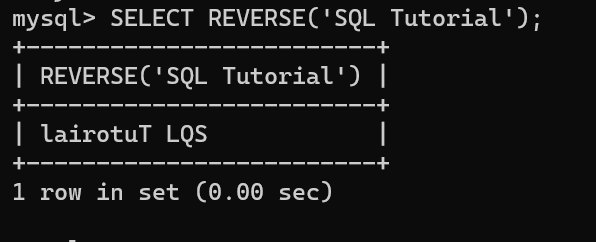 mysql> SELECT REVERSE('SQL Tutorial');
+-------------------------+
| REVERSE('SQL Tutorial') |
+-------------------------+
| lairotuT LQS            |
+-------------------------+
1 row in set (0.00 sec)